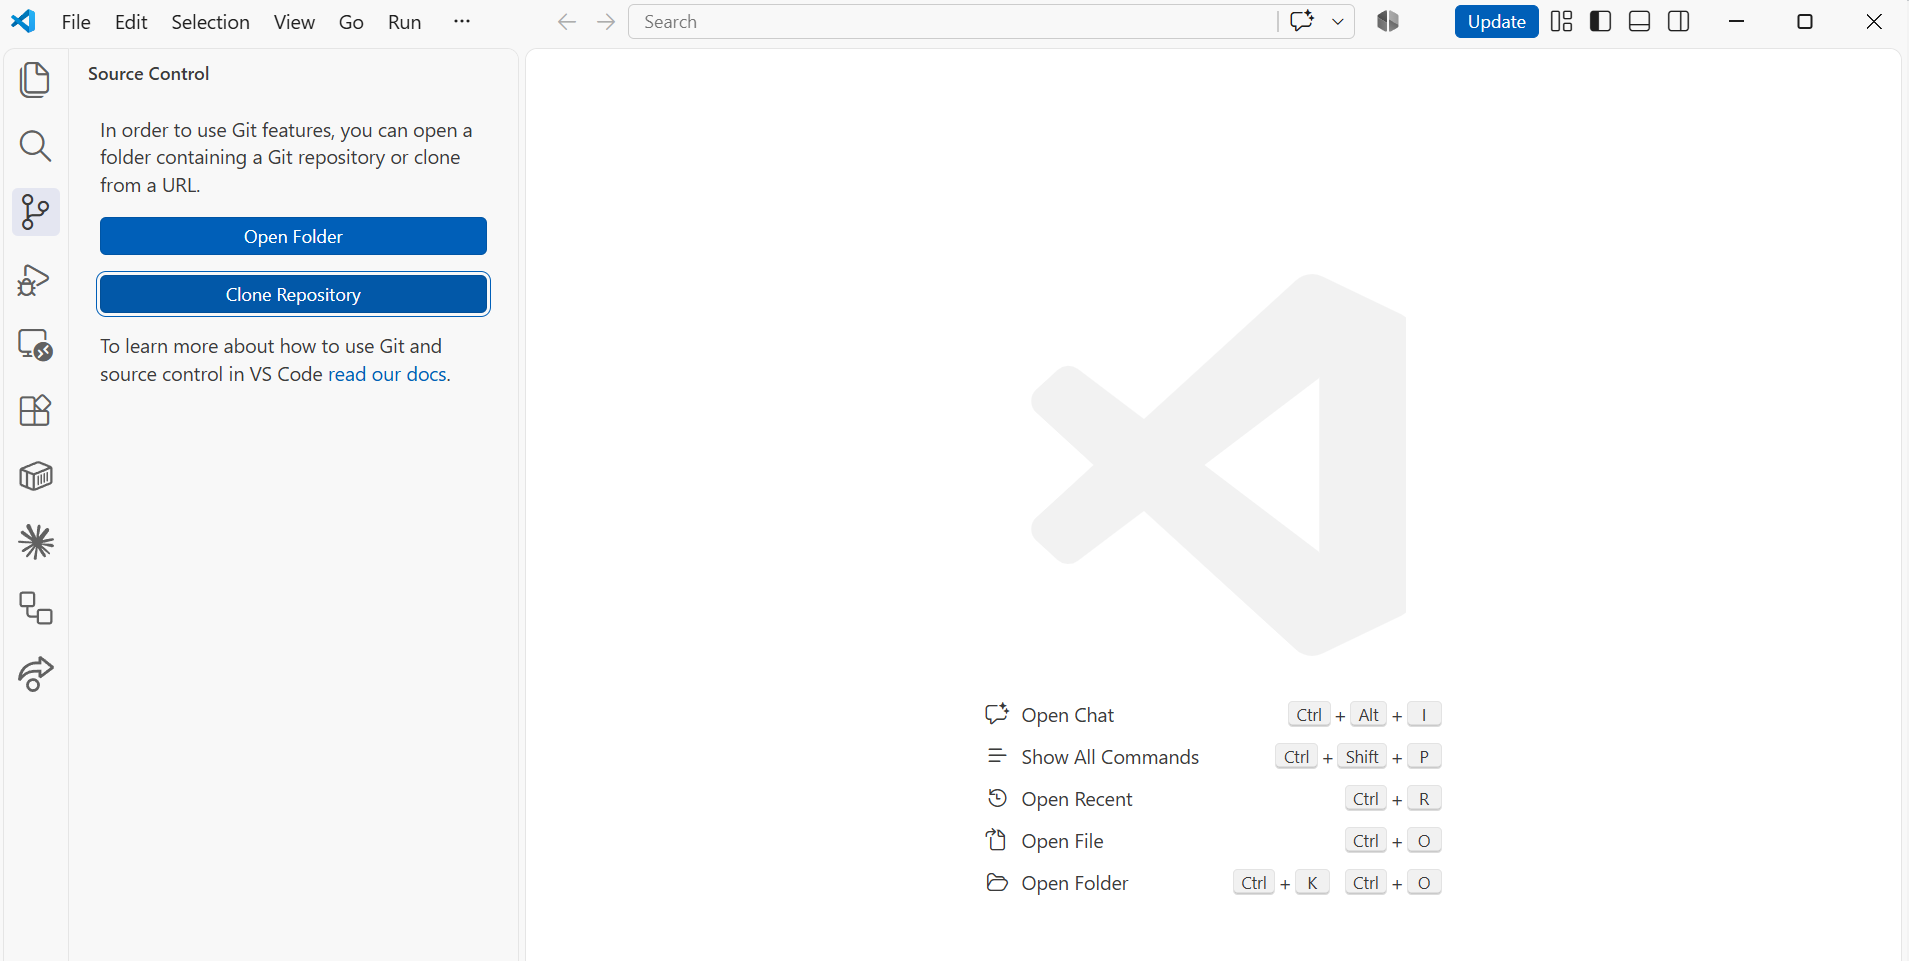 File Edit Selection View Go Run ···
Search
Update
Source Control
In order to use Git features, you can open a
folder containing a Git repository or clone
from a URL.
Open Folder
Clone Repository
To learn more about how to use Git and
source control in VS Code read our docs.
Open Chat Ctrl + Alt + I
Show All Commands Ctrl + Shift + P
Open Recent Ctrl + R
Open File Ctrl + O
Open Folder Ctrl + K Ctrl + O